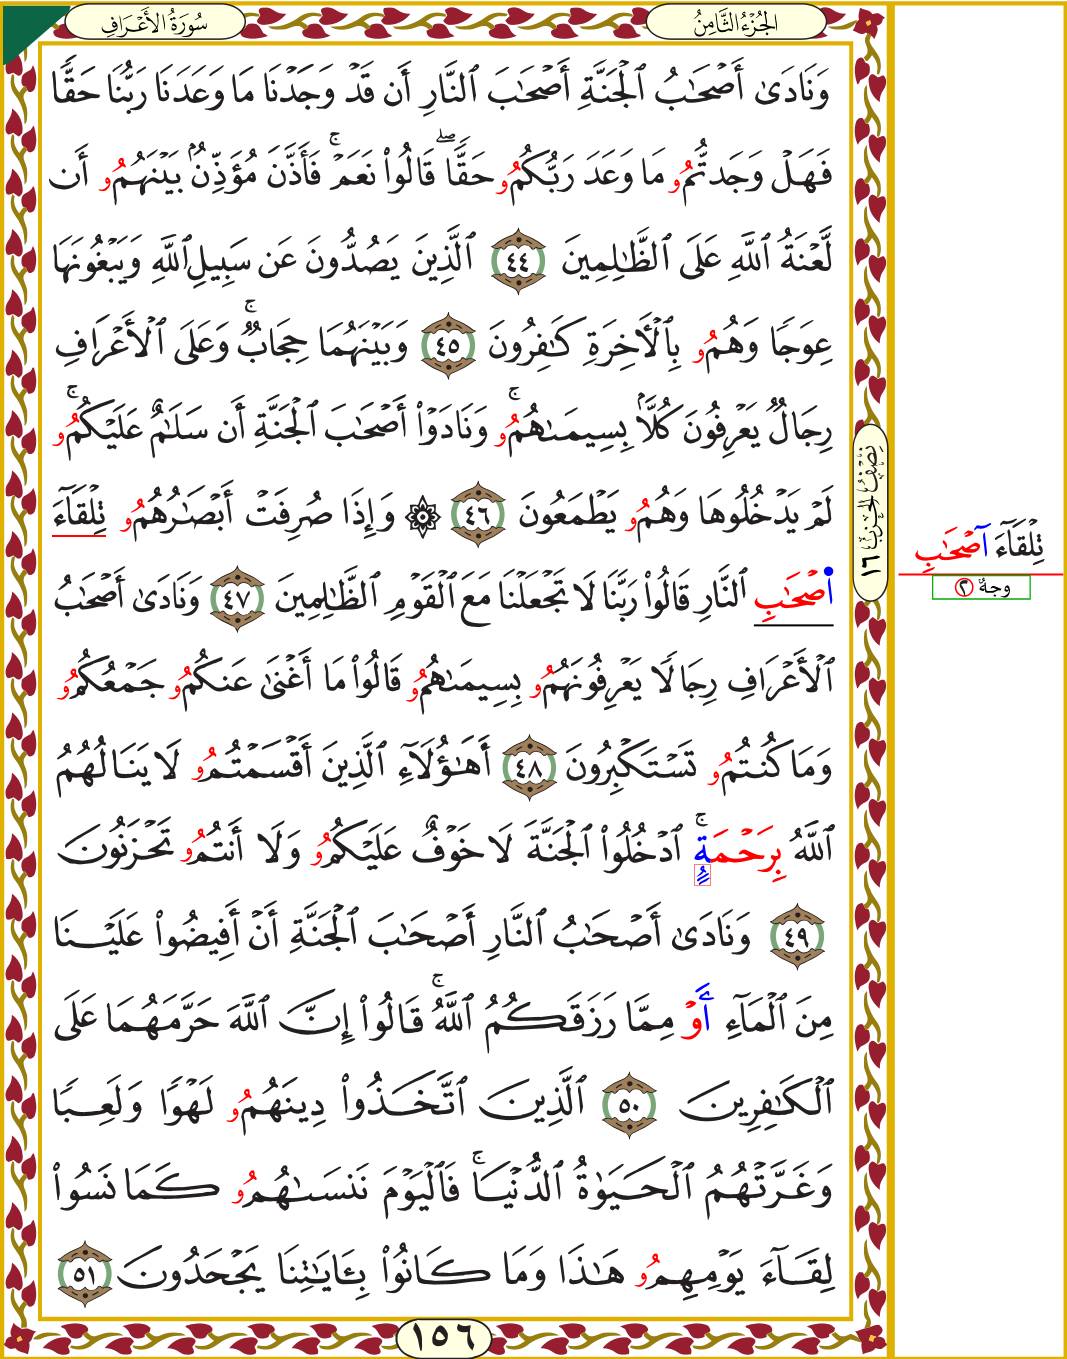 سُورَةُ الأَعْرَافِ
الجُزْءُ الثَّامِنُ
وَنَادَىٰٓ أَصْحَٰبُ ٱلْجَنَّةِ أَصْحَٰبَ ٱلنَّارِ أَن قَدْ وَجَدْنَا مَا وَعَدَنَا رَبُّنَا حَقًّا
فَهَلْ وَجَدتُّمُو مَا وَعَدَ رَبُّكُمُو حَقًّا ۖ قَالُوا۟ نَعَمْ ۚ فَأَذَّنَ مُؤَذِّنٌۢ بَيْنَهُمُو أَن
لَّعْنَةُ ٱللَّهِ عَلَى ٱلظَّٰلِمِينَ ٤٤ ٱلَّذِينَ يَصُدُّونَ عَن سَبِيلِ ٱللَّهِ وَيَبْغُونَهَا
عِوَجًا وَهُمُو بِٱلْأَخِرَةِ كَٰفِرُونَ ٤٥ وَبَيْنَهُمَا حِجَابٌ ۚ وَعَلَى ٱلْأَعْرَافِ
رِجَالٌ يَعْرِفُونَ كُلًّۢا بِسِيمَىٰهُمُو ۚ وَنَادَوْا۟ أَصْحَٰبَ ٱلْجَنَّةِ أَن سَلَٰمٌ عَلَيْكُمُو ۚ
لَمْ يَدْخُلُوهَا وَهُمُو يَطْمَعُونَ ٤٦ ۞ وَإِذَا صُرِفَتْ أَبْصَٰرُهُمُو تِلْقَآءَ
اصْحَٰبِ ٱلنَّارِ قَالُوا۟ رَبَّنَا لَا تَجْعَلْنَا مَعَ ٱلْقَوْمِ ٱلظَّٰلِمِينَ ٤٧ وَنَادَىٰٓ أَصْحَٰبُ
ٱلْأَعْرَافِ رِجَالًا يَعْرِفُونَهُمُو بِسِيمَىٰهُمُو قَالُوا۟ مَا أَغْنَىٰ عَنكُمُو جَمْعُكُمُو
وَمَا كُنتُمُو تَسْتَكْبِرُونَ ٤٨ أَهَٰؤُلَآءِ ٱلَّذِينَ أَقْسَمْتُمُو لَا يَنَالُهُمُ
ٱللَّهُ بِرَحْمَةٍ ۚ ٱدْخُلُوا۟ ٱلْجَنَّةَ لَا خَوْفٌ عَلَيْكُمُو وَلَا أَنتُمُو تَحْزَنُونَ
٤٩ وَنَادَىٰٓ أَصْحَٰبُ ٱلنَّارِ أَصْحَٰبَ ٱلْجَنَّةِ أَنْ أَفِيضُوا۟ عَلَيْنَا
مِنَ ٱلْمَآءِ أَوْ مِمَّا رَزَقَكُمُ ٱللَّهُ ۚ قَالُوا۟ إِنَّ ٱللَّهَ حَرَّمَهُمَا عَلَى
ٱلْكَٰفِرِينَ ٥٠ ٱلَّذِينَ ٱتَّخَذُوا۟ دِينَهُمُو لَهْوًا وَلَعِبًا
وَغَرَّتْهُمُ ٱلْحَيَوٰةُ ٱلدُّنْيَا ۚ فَٱلْيَوْمَ نَنسَىٰهُمُو كَمَا نَسُوا۟
لِقَآءَ يَوْمِهِمُو هَٰذَا وَمَا كَانُوا۟ بِـَٔايَٰتِنَا يَجْحَدُونَ ٥١
نِصْفُ الحِزْبِ ١٦
تِلْقَآءَ اصْحَٰبِ
وجهٌ ٢
١٥٦